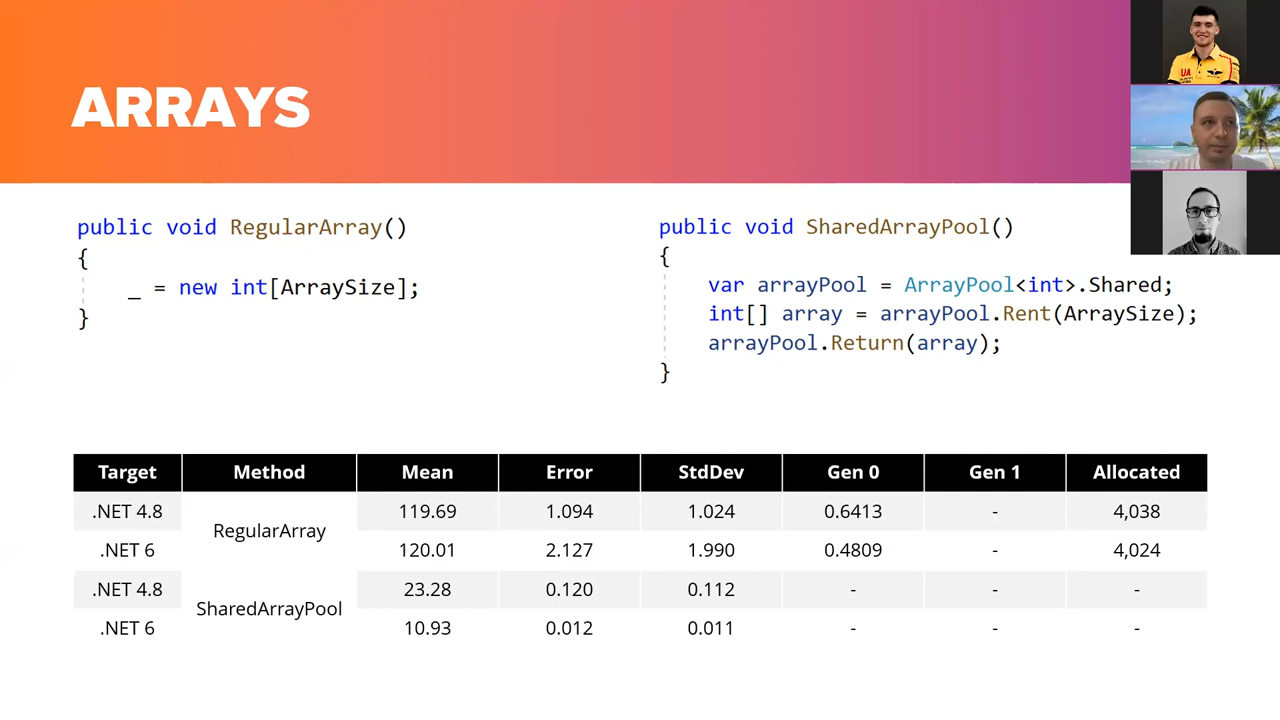 ARRAYS
public void RegularArray()
{
_ = new int[ArraySize];
}
public void SharedArrayPool()
{
var arrayPool = ArrayPool<int>.Shared;
int[] array = arrayPool.Rent(ArraySize);
arrayPool.Return(array);
}
Target Method Mean Error StdDev Gen 0 Gen 1 Allocated
.NET 4.8 RegularArray 119.69 1.094 1.024 0.6413 - 4,038
.NET 6 120.01 2.127 1.990 0.4809 - 4,024
.NET 4.8 SharedArrayPool 23.28 0.120 0.112 - - -
.NET 6 10.93 0.012 0.011 - - -
UA